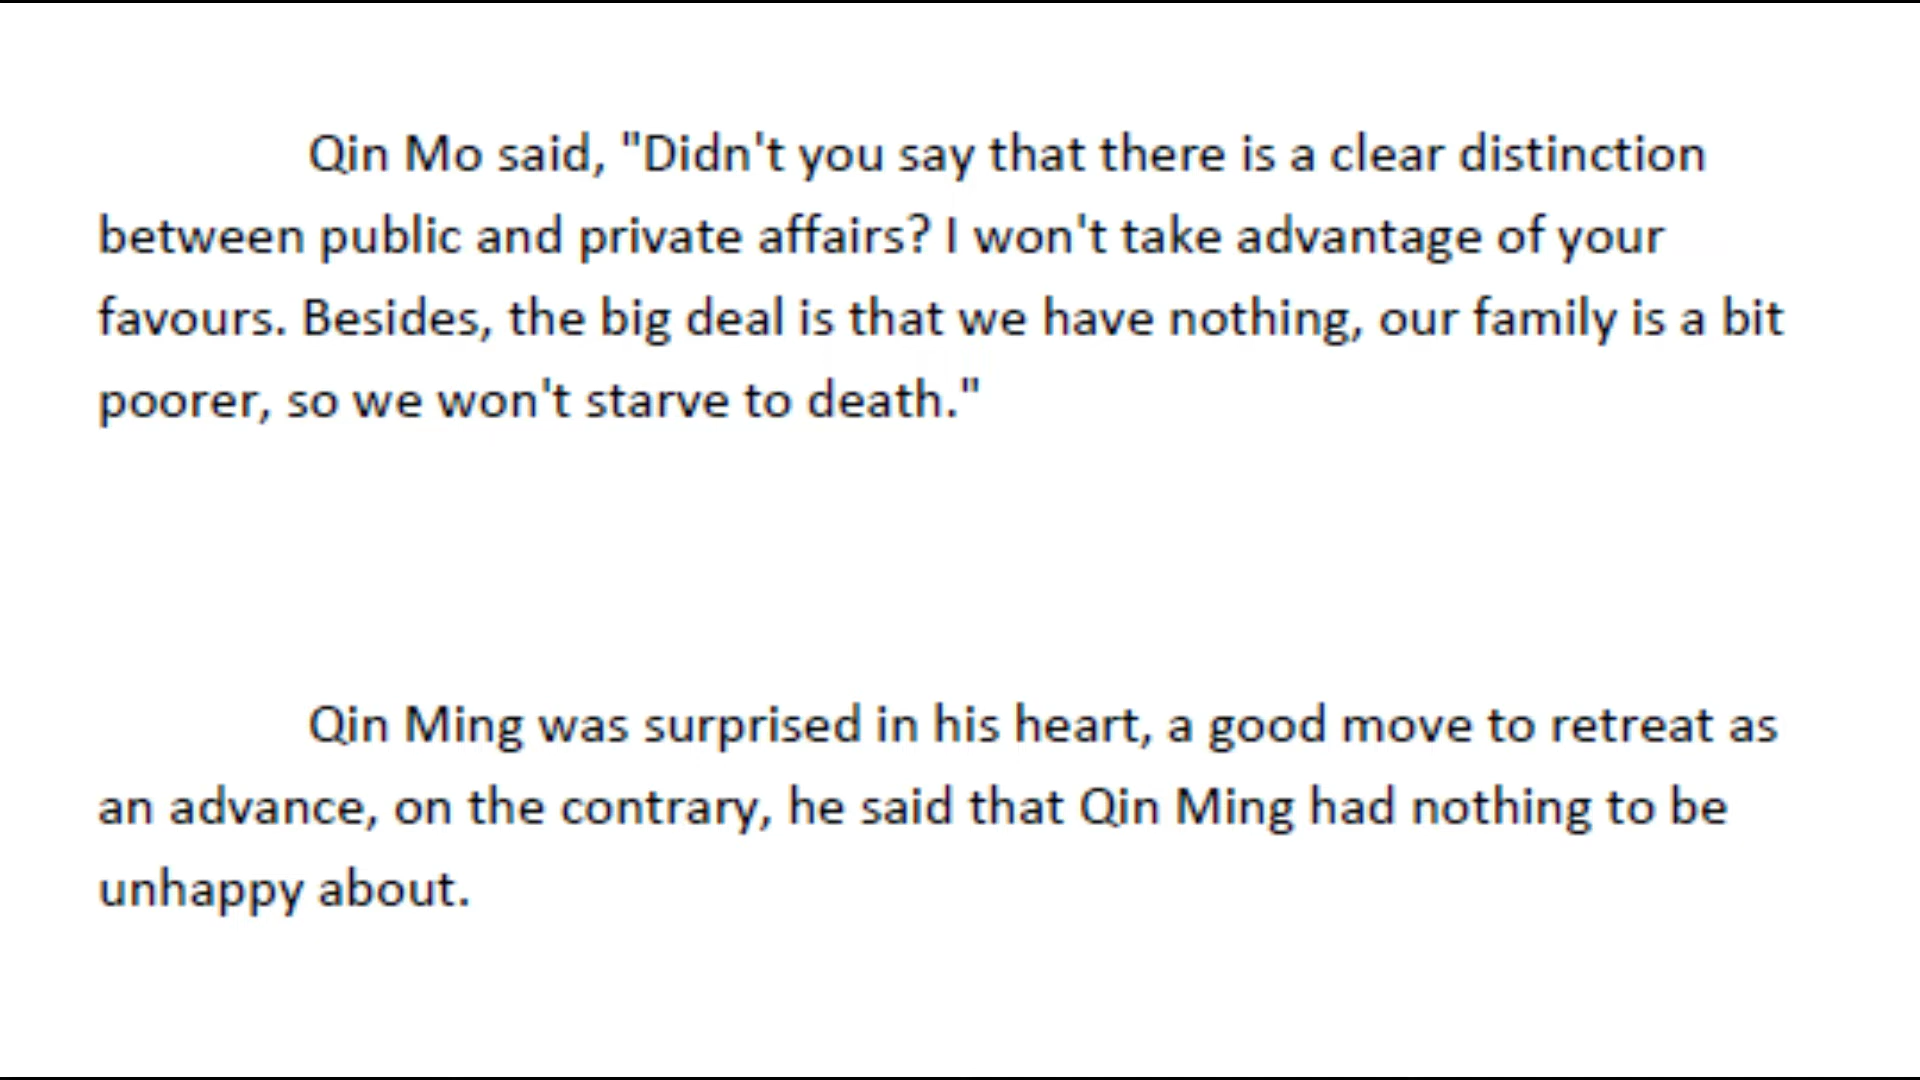 Qin Mo said, "Didn't you say that there is a clear distinction
between public and private affairs? I won't take advantage of your
favours. Besides, the big deal is that we have nothing, our family is a bit
poorer, so we won't starve to death."
Qin Ming was surprised in his heart, a good move to retreat as
an advance, on the contrary, he said that Qin Ming had nothing to be
unhappy about.